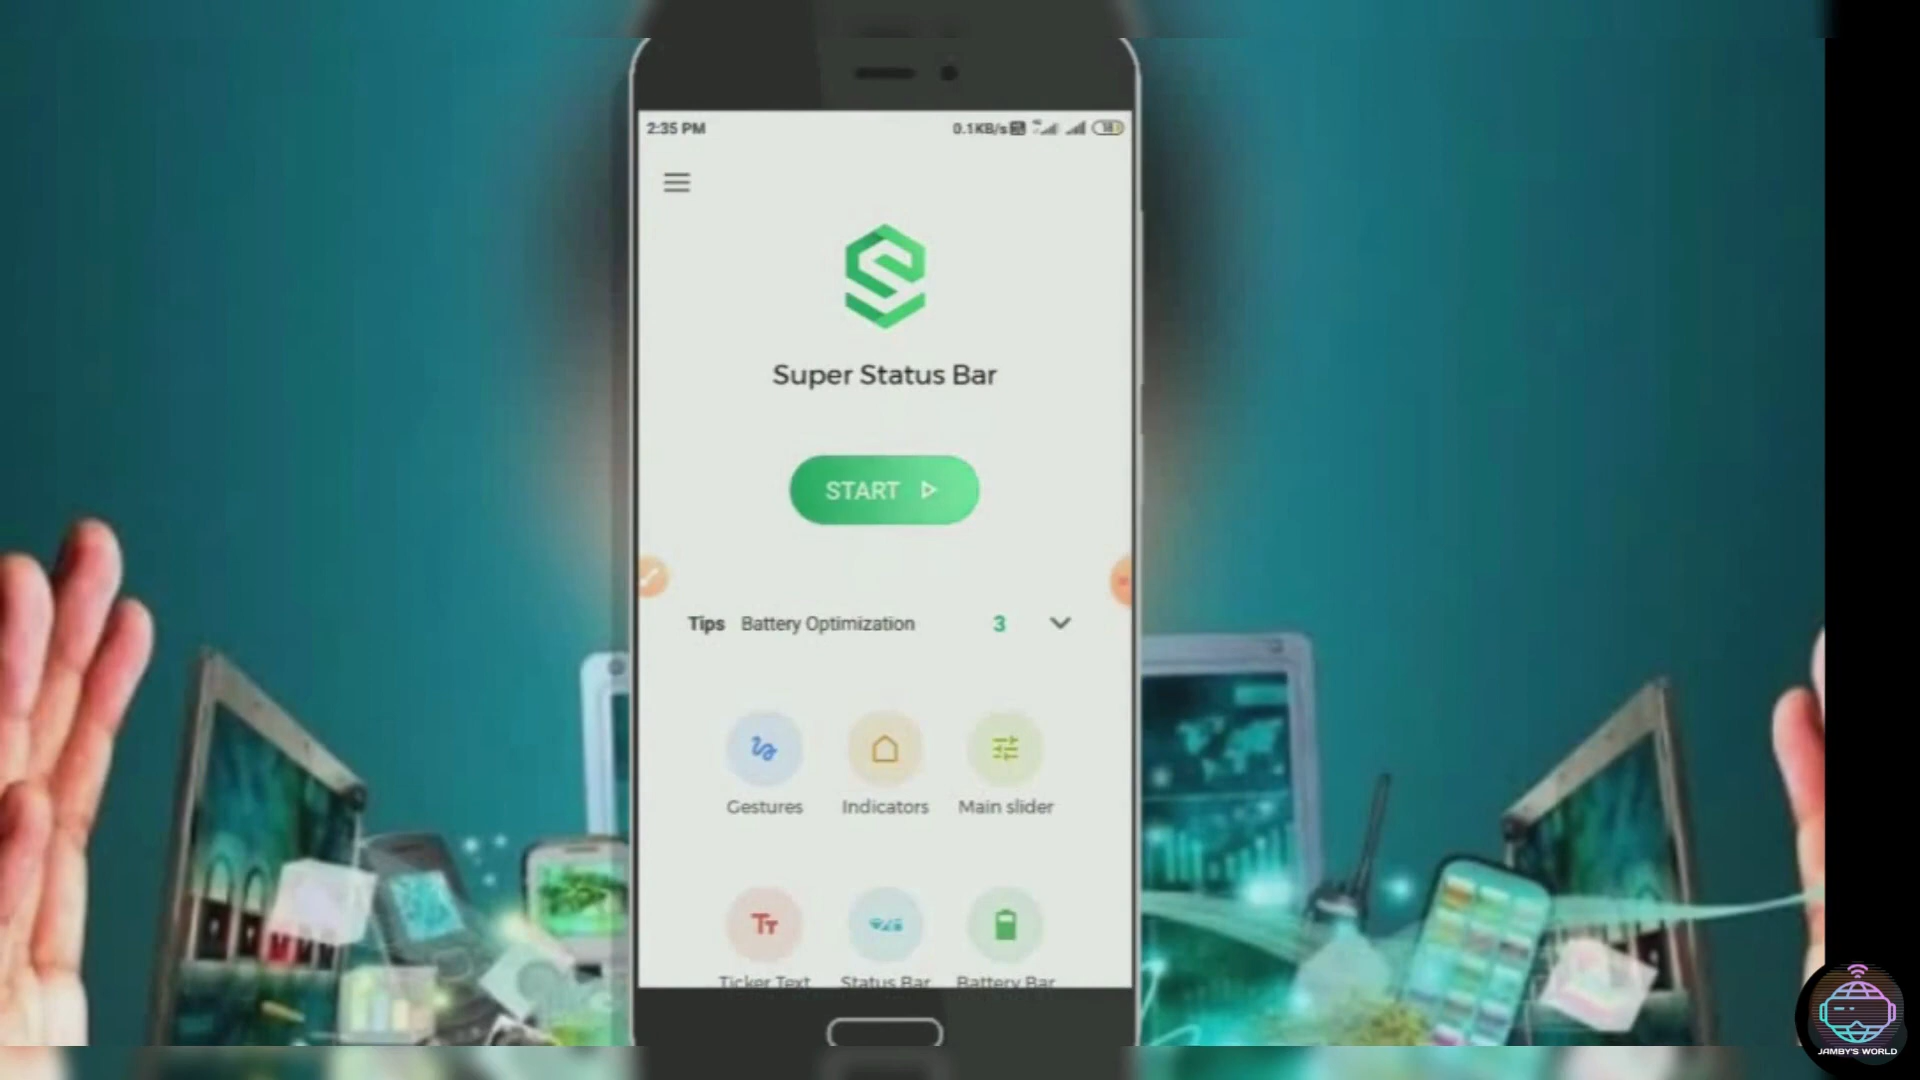 2:35 PM
0.1KB/s
Super Status Bar
START
Tips Battery Optimization 3
Gestures Indicators Main slider
Ticker Text Status Bar Battery Bar
JAMBY'S WORLD